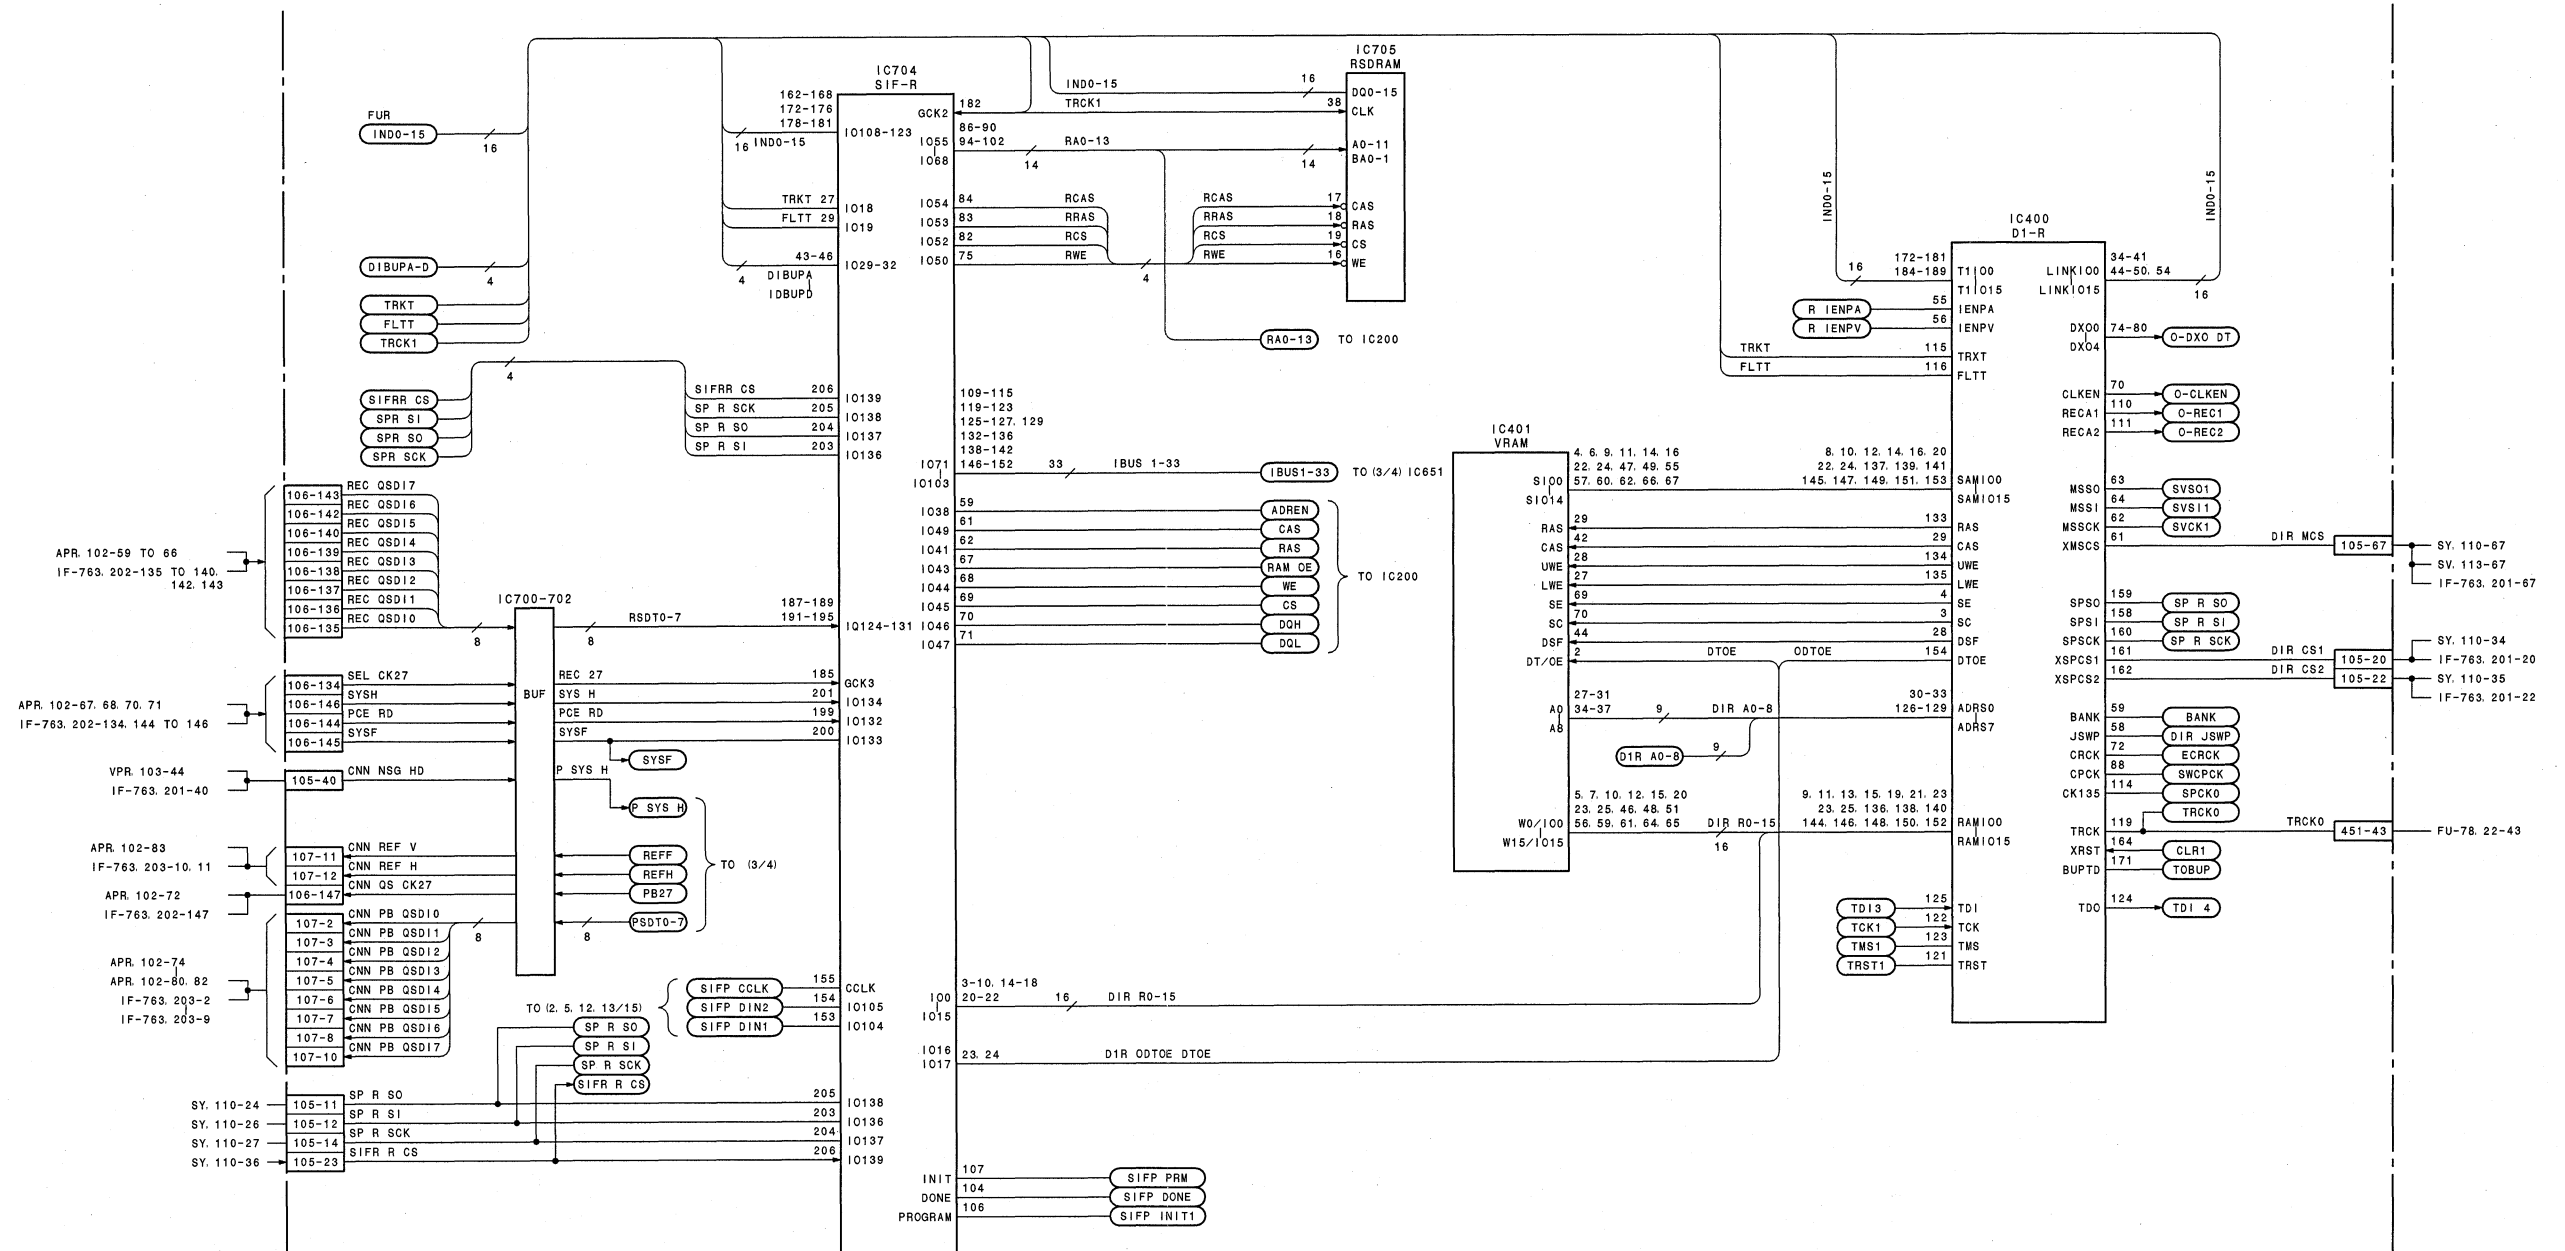 FUR
IND0-15
16
DIBUPA-D
4
TRKT
FLTT
TRCK1
SIFRR CS
SPR SI
SPR SO
SPR SCK
4
SIFRR CS 206
SP R SCK 205
SP R SO 204
SP R SI 203
IC704
SIF-R
162-168
172-176
178-181
16 IND0-15
IO108-123
TRKT 27
FLTT 29
IO18
IO19
43-46
4
DIBUPA
IDBUPD
IO29-32
IO139
IO138
IO137
IO136
GCK2
182
IO55
IO68
86-90
94-102
14
RA0-13
14
IO54 84 RCAS
IO53 83 RRAS
IO52 82 RCS
IO50 75 RWE
4
RCAS 17
RRAS 18
RCS 19
RWE 16
IND0-15 16
TRCK1 38
IC705
RSDRAM
DQ0-15
CLK
A0-11
BA0-1
CAS
RAS
CS
WE
RA0-13 TO IC200
109-115
119-123
125-127, 129
132-136
138-142
146-152
IO71
IO103
33 IBUS 1-33
IBUS1-33 TO (3/4) IC651
IO38 59 ADREN
IO49 61 CAS
IO41 62 RAS
IO43 67 RAM OE
IO44 68 WE
IO45 69 CS
IO46 70 DQH
IO47 71 DQL
TO IC200
APR, 102-59 TO 66
IF-763, 202-135 TO 140,
142, 143
106-143 REC QSDI7
106-142 REC QSDI6
106-140 REC QSDI5
106-139 REC QSDI4
106-138 REC QSDI3
106-137 REC QSDI2
106-136 REC QSDI1
106-135 REC QSDI0
8
IC700-702
BUF
8
RSDT0-7
187-189
191-195
IO124-131
APR, 102-67, 68, 70, 71
IF-763, 202-134, 144 TO 146
106-134 SEL CK27
106-146 SYSH
106-144 PCE RD
106-145 SYSF
REC 27 185 GCK3
SYS H 201 IO134
PCE RD 199 IO132
SYSF 200 IO133
SYSF
VPR, 103-44
IF-763, 201-40
105-40 CNN NSG HD
P SYS H
P SYS H
APR, 102-83
IF-763, 203-10, 11
107-11 CNN REF V
107-12 CNN REF H
APR, 102-72
IF-763, 202-147
106-147 CNN QS CK27
REFF
REFH
PB27
PSDT0-7
8
TO (3/4)
107-2 CNN PB QSDI0
107-3 CNN PB QSDI1
107-4 CNN PB QSDI2
107-5 CNN PB QSDI3
107-6 CNN PB QSDI4
107-7 CNN PB QSDI5
107-8 CNN PB QSDI6
107-10 CNN PB QSDI7
8
APR, 102-74
APR, 102-80, 82
IF-763, 203-2
IF-763, 203-9
TO (2, 5, 12, 13/15)
SIFP CCLK 155 CCLK
SIFP DIN2 154 IO105
SIFP DIN1 153 IO104
SP R SO
SP R SI
SP R SCK
SIFR R CS
SY, 110-24 105-11 SP R SO 205 IO138
SY, 110-26 105-12 SP R SI 203 IO136
SY, 110-27 105-14 SP R SCK 204 IO137
SY, 110-36 105-23 SIFR R CS 206 IO139
IO0
IO15
3-10, 14-18
20-22
16 DIR R0-15
IO16
IO17
23, 24 D1R ODTOE DTOE
INIT 107 SIFP PRM
DONE 104 SIFP DONE
PROGRAM 106 SIFP INIT1
IC401
VRAM
SIO0
SIO14
4, 6, 9, 11, 14, 16
22, 24, 47, 49, 55
57, 60, 62, 66, 67
8, 10, 12, 14, 16, 20
22, 24, 137, 139, 141
145, 147, 149, 151, 153
RAS 29 133 RAS
CAS 42 29 CAS
UWE 28 134 UWE
LWE 27 135 LWE
SE 69 4 SE
SC 70 3 SC
DSF 44 28 DSF
DT/OE 2 DTOE ODTOE 154 DTOE
A0
A8
27-31
34-37
9
DIR A0-8
30-33
126-129
ADRS0
ADRS7
D1R A0-8
9
W0/IO0
W15/IO15
5, 7, 10, 12, 15, 20
23, 25, 46, 48, 51
56, 59, 61, 64, 65
DIR R0-15
16
9, 11, 13, 15, 19, 21, 23
23, 25, 136, 138, 140
144, 146, 148, 150, 152
RAMIO0
RAMIO15
IC400
D1-R
IND0-15
16
172-181
184-189
T1IO0
T1IO15
R IENPA 55 IENPA
R IENPV 56 IENPV
TRKT 115 TRXT
FLTT 116 FLTT
SAMIO0
SAMIO15
TDI3 125 TDI
TCK1 122 TCK
TMS1 123 TMS
TRST1 121 TRST
IND0-15
LINKIO0
LINKIO15
34-41
44-50, 54
16
DXO0
DXO4
74-80
O-DXO DT
CLKEN 70 O-CLKEN
RECA1 110 O-REC1
RECA2 111 O-REC2
MSSO 63 SVSO1
MSSI 64 SVSI1
MSSCK 62 SVCK1
XMSCS 61 DIR MCS 105-67
SY, 110-67
SV, 113-67
IF-763, 201-67
SPSO 159 SP R SO
SPSI 158 SP R SI
SPSCK 160 SP R SCK
XSPCS1 161 DIR CS1 105-20
XSPCS2 162 DIR CS2 105-22
SY, 110-34
IF-763, 201-20
SY, 110-35
IF-763, 201-22
BANK 59 BANK
JSWP 58 DIR JSWP
CRCK 72 ECRCK
CPCK 88 SWCPCK
CK135 114 SPCK0
TRCK0
TRCK 119 TRCK0 451-43 FU-78, 22-43
XRST 164 CLR1
BUPTD 171 TOBUP
TDO 124 TDI 4